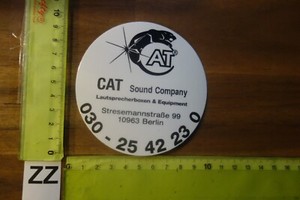 CAT
CAT Sound Company
Lautsprecherboxen & Equipment
Stresemannstraße 99
10963 Berlin
030 - 25 42 23 0
ZZ